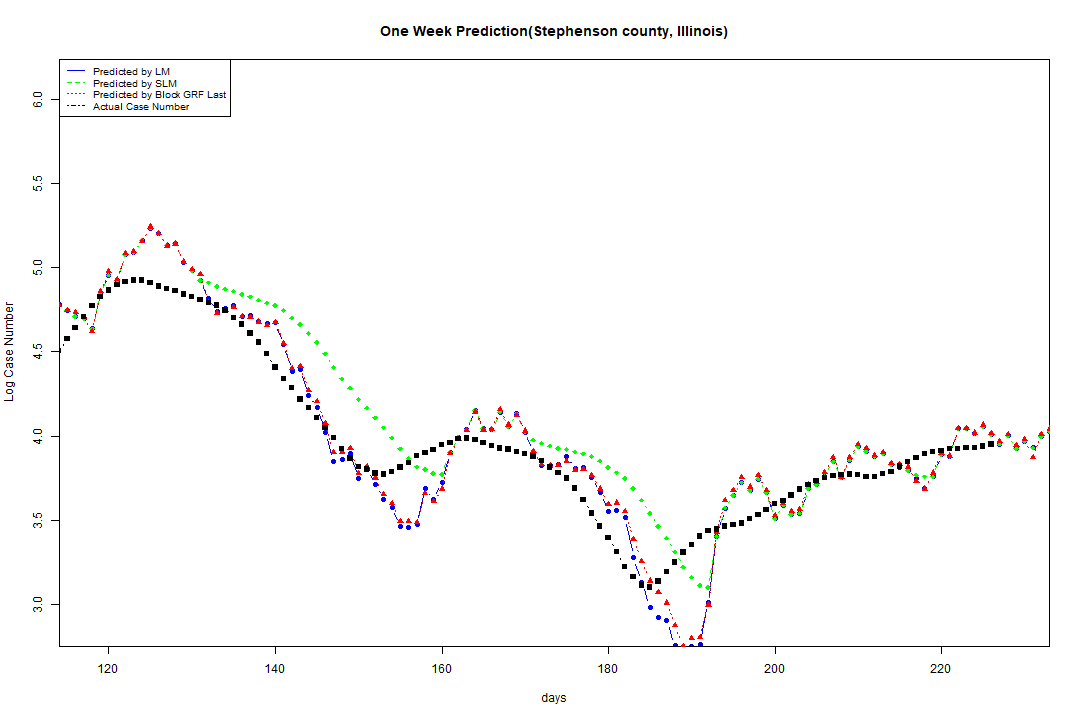 One Week Prediction(Stephenson county, Illinois)
Predicted by LM
Predicted by SLM
Predicted by Block GRF Last
Actual Case Number
Log Case Number
6.0
5.5
5.0
4.5
4.0
3.5
3.0
120 140 160 180 200 220
days